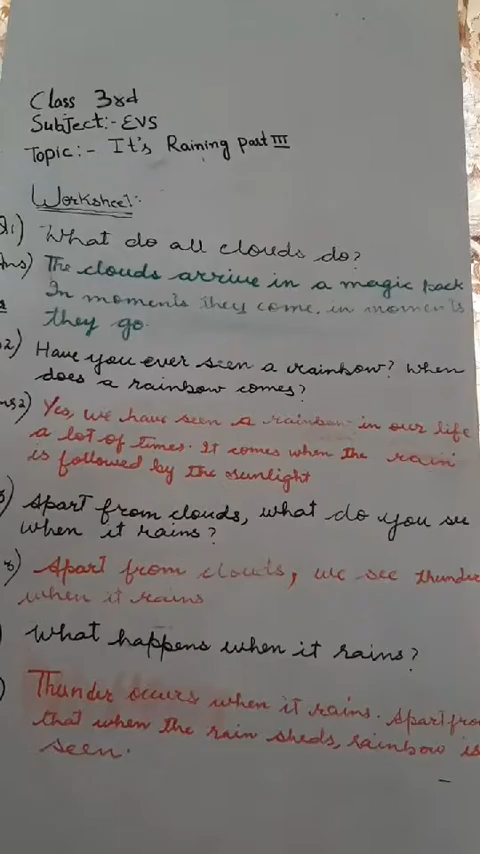 Class 3rd
Subject:- EVS
Topic:- It's Raining part III
Worksheet:-
Q1) What do all clouds do?
Ans) The clouds arrive in a magic pack
In moments they come, in moments
they go.
2) Have you ever seen a rainbow? When
does a rainbow comes?
ns2) Yes, we have seen a rainbow in our life
a lot of times. It comes when the rain
is followed by the sunlight
3) Apart from clouds, what do you see
when it rains?
3) Apart from clouds, we see thunder
when it rains
) What happens when it rains?
) Thunder occurs when it rains. Apart from
that when the rain sheds, rainbow is
seen.